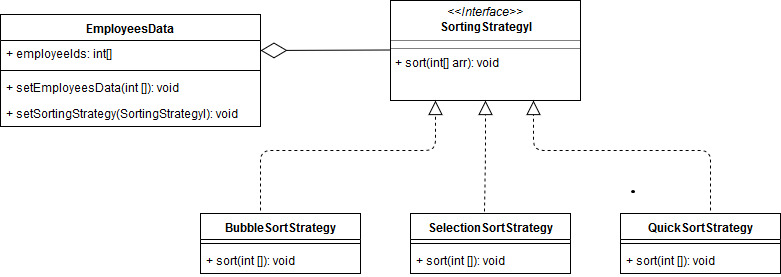 EmployeesData
+ employeeIds: int[]
+ setEmployeesData(int []): void
+ setSortingStrategy(SortingStrategyI): void
<<Interface>>
SortingStrategyI
+ sort(int[] arr): void
BubbleSortStrategy
+ sort(int []): void
SelectionSortStrategy
+ sort(int []): void
QuickSortStrategy
+ sort(int []): void